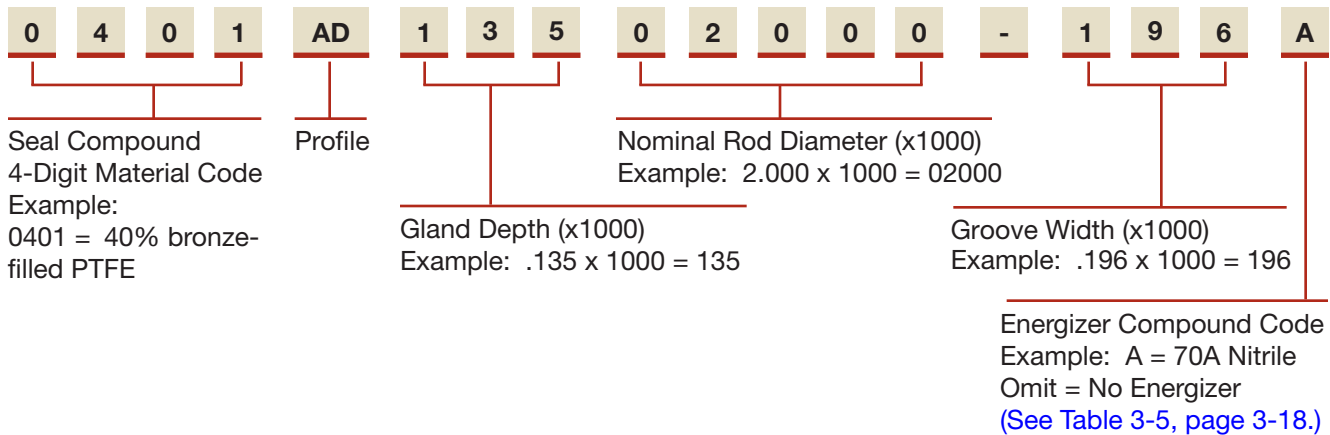 0 4 0 1 AD 1 3 5 0 2 0 0 0 - 1 9 6 A
Seal Compound
4-Digit Material Code
Example:
0401 = 40% bronze-
filled PTFE
Profile
Gland Depth (x1000)
Example: .135 x 1000 = 135
Nominal Rod Diameter (x1000)
Example: 2.000 x 1000 = 02000
Groove Width (x1000)
Example: .196 x 1000 = 196
Energizer Compound Code
Example: A = 70A Nitrile
Omit = No Energizer
(See Table 3-5, page 3-18.)